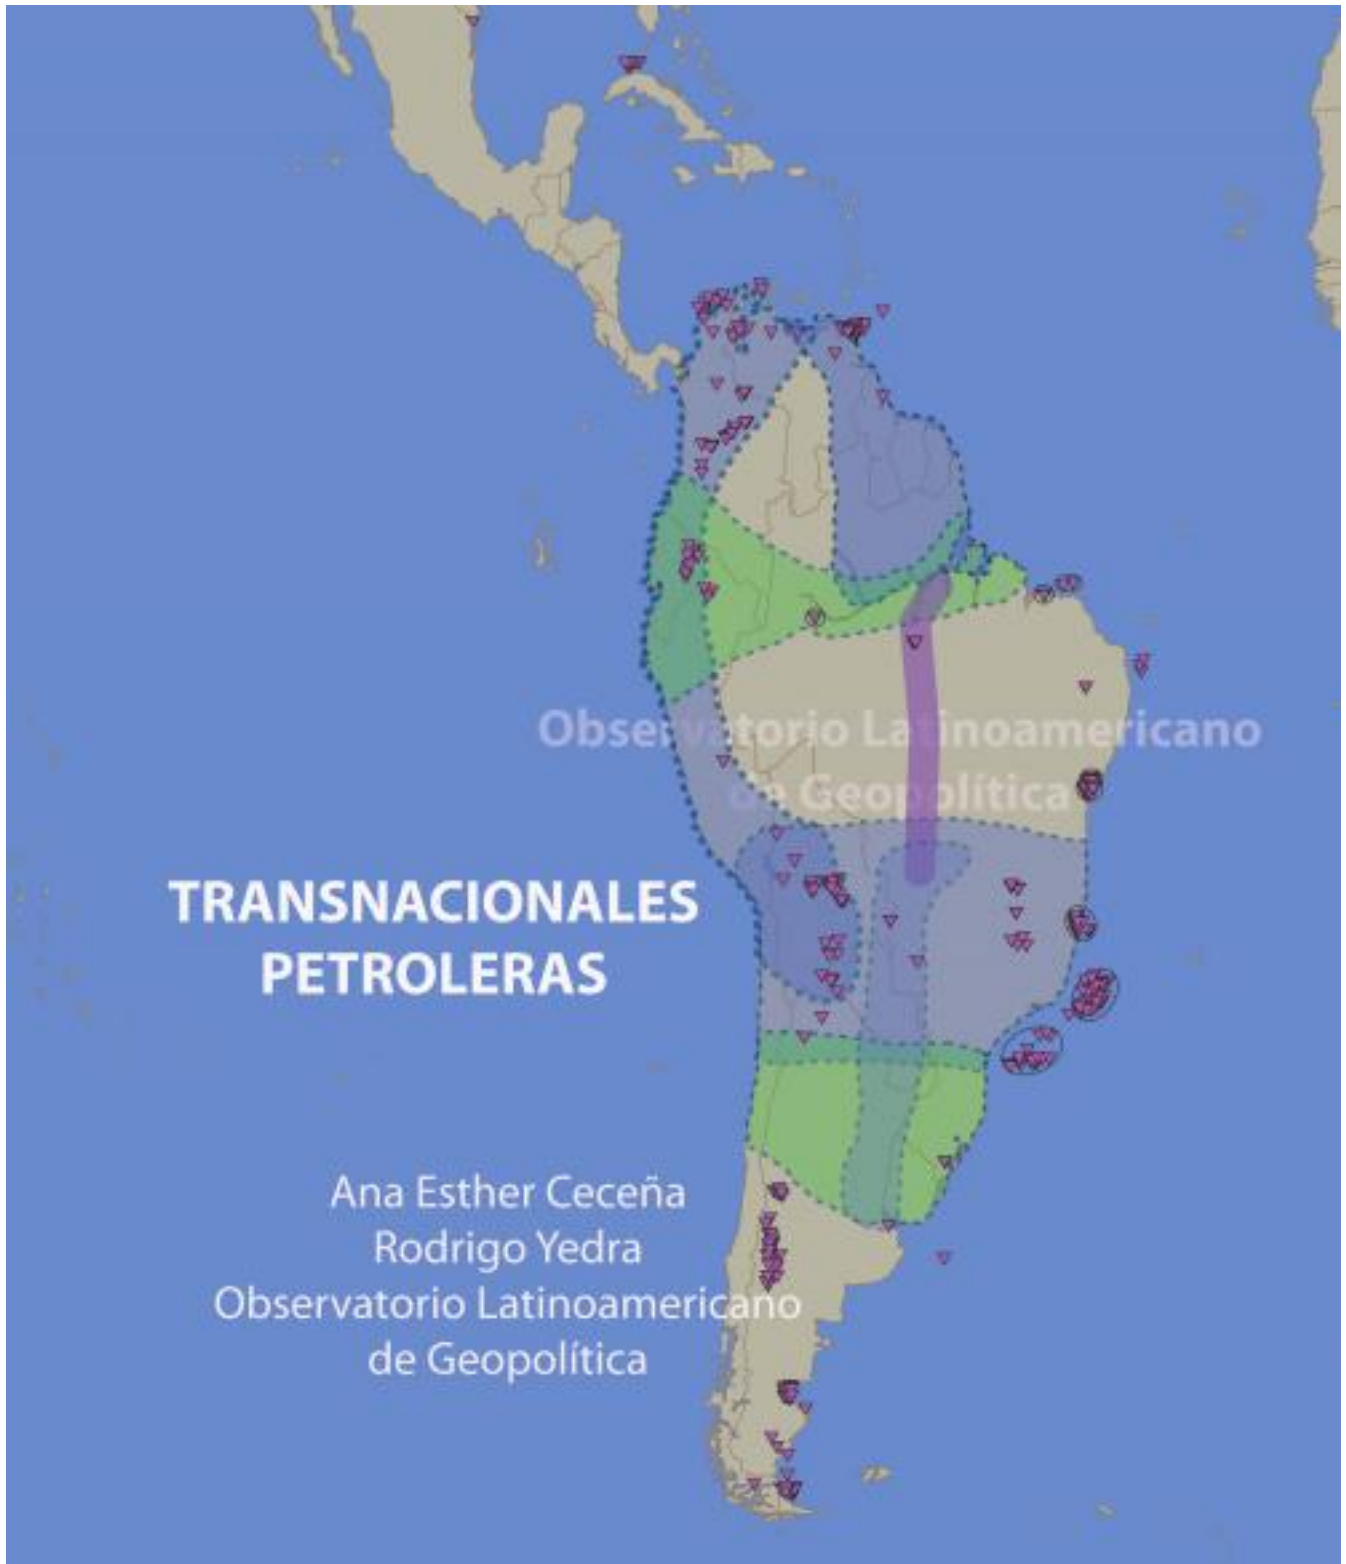 Observatorio Latinoamericano
de Geopolítica
TRANSNACIONALES
PETROLERAS
Ana Esther Ceceña
Rodrigo Yedra
Observatorio Latinoamericano
de Geopolítica